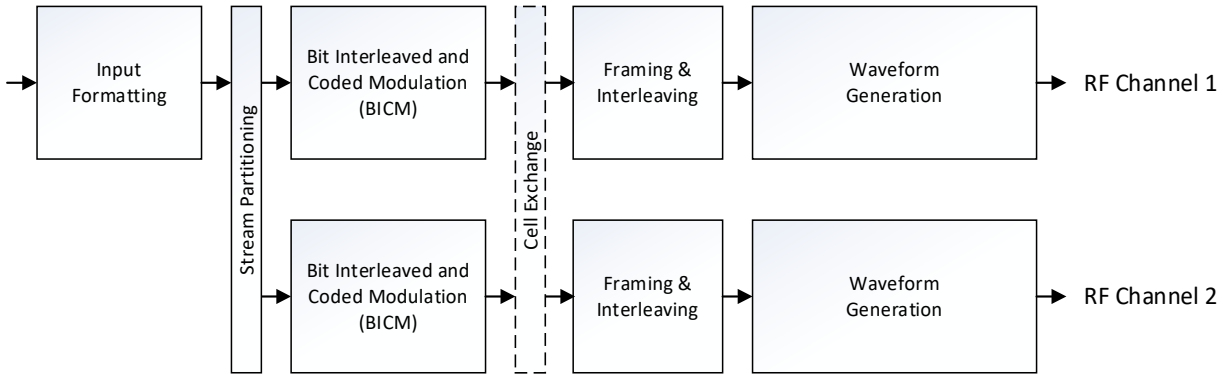 Input
Formatting
Stream Partitioning
Bit Interleaved and
Coded Modulation
(BICM)
Cell Exchange
Framing &
Interleaving
Waveform
Generation
RF Channel 1
Bit Interleaved and
Coded Modulation
(BICM)
Framing &
Interleaving
Waveform
Generation
RF Channel 2